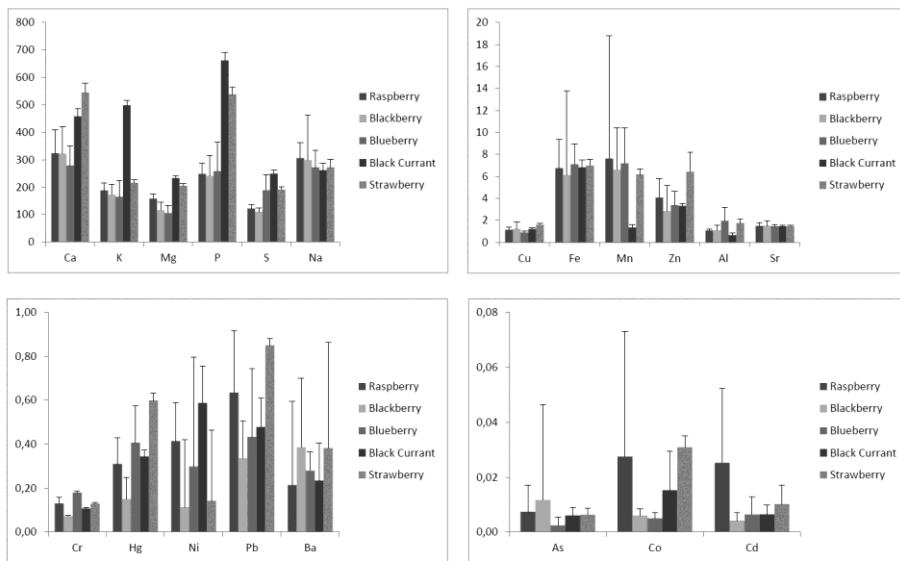 800
700
600
500
400
300
200
100
0
Ca K Mg P S Na
Raspberry
Blackberry
Blueberry
Black Currant
Strawberry
20
18
16
14
12
10
8
6
4
2
0
Cu Fe Mn Zn Al Sr
Raspberry
Blackberry
Blueberry
Black Currant
Strawberry
1,00
0,80
0,60
0,40
0,20
0,00
Cr Hg Ni Pb Ba
Raspberry
Blackberry
Blueberry
Black Currant
Strawberry
0,08
0,06
0,04
0,02
0,00
As Co Cd
Raspberry
Blackberry
Blueberry
Black Currant
Strawberry